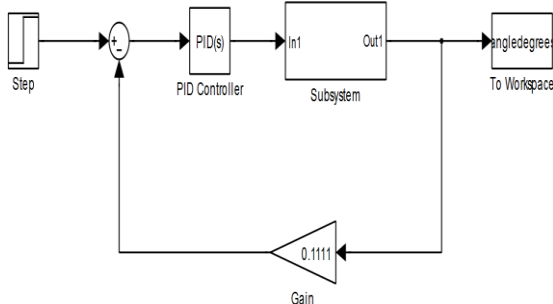 Step
+
-
PID(s)
PID Controller
In1
Out1
Subsystem
angledegrees
To Workspace
0.1111
Gain